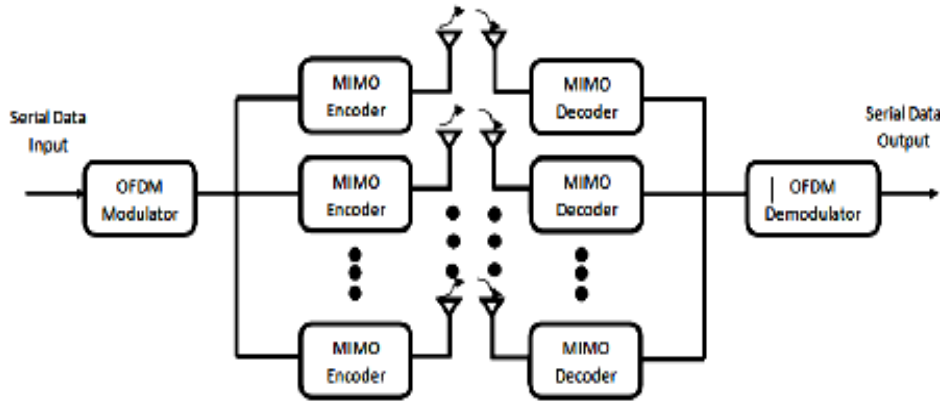 Serial Data
Input
OFDM
Modulator
MIMO
Encoder
MIMO
Encoder
MIMO
Encoder
MIMO
Decoder
MIMO
Decoder
MIMO
Decoder
OFDM
Demodulator
Serial Data
Output